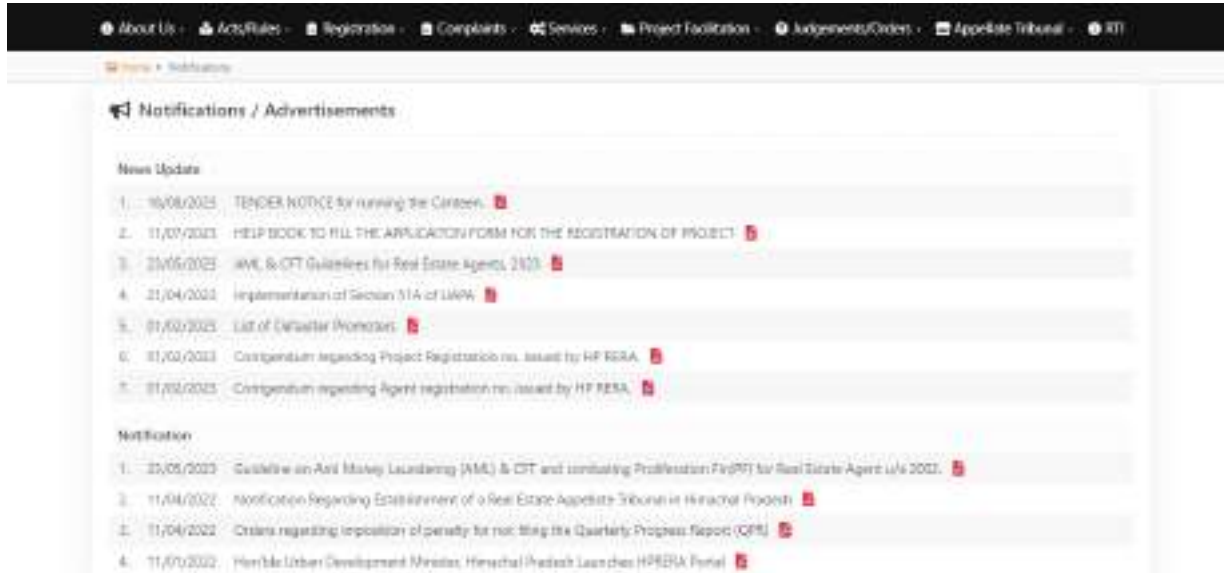 About Us Acts/Rules Registration Complaints Services Project Facilitation Judgements/Orders Appellate Tribunal RTI
Home Notifications
Notifications / Advertisements
News Update
1. 16/08/2023 TENDER NOTICE for running the Canteen.
2. 11/07/2023 HELP BOOK TO FILL THE APPLICAITON FORM FOR THE REGISTRATION OF PROJECT
3. 23/05/2023 AML & CFT Guidelines for Real Estate Agents, 2023
4. 21/04/2023 Implementation of Section 51A of UAPA
5. 01/02/2023 List of Defaulter Promoters
6. 01/02/2023 Corrigendum regarding Project Registration no. issued by HP RERA.
7. 01/02/2023 Corrigendum regarding Agent registration no. issued by HP RERA.
Notification
1. 23/05/2023 Guideline on Anti Money Laundering (AML) & CFT and combating Proliferation Fin(PF) for Real Estate Agent u/s 2002.
2. 11/04/2022 Notification Regarding Establishment of a Real Estate Appellate Tribunal in Himachal Pradesh
3. 11/04/2022 Orders regarding imposition of penalty for not filing the Quarterly Progress Report (QPR)
4. 11/01/2022 Hon'ble Urban Development Minister, Himachal Pradesh Launches HPRERA Portal